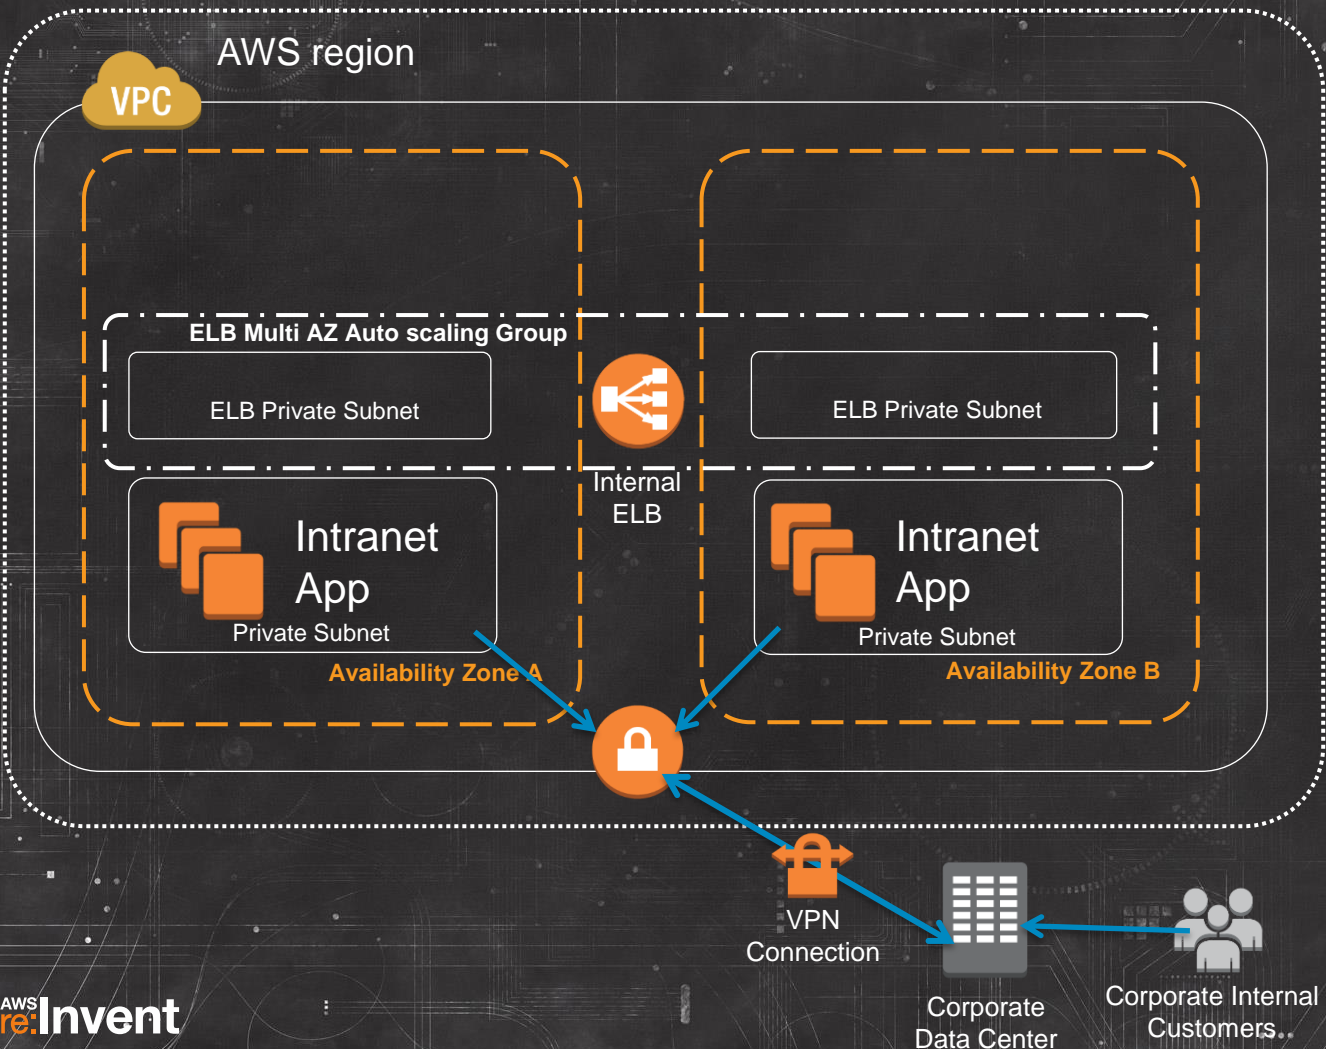 AWS region
VPC
ELB Multi AZ Auto scaling Group
ELB Private Subnet
ELB Private Subnet
Internal
ELB
Intranet
App
Private Subnet
Intranet
App
Private Subnet
Availability Zone A
Availability Zone B
VPN
Connection
Corporate
Data Center
Corporate Internal
Customers
AWS
re:Invent